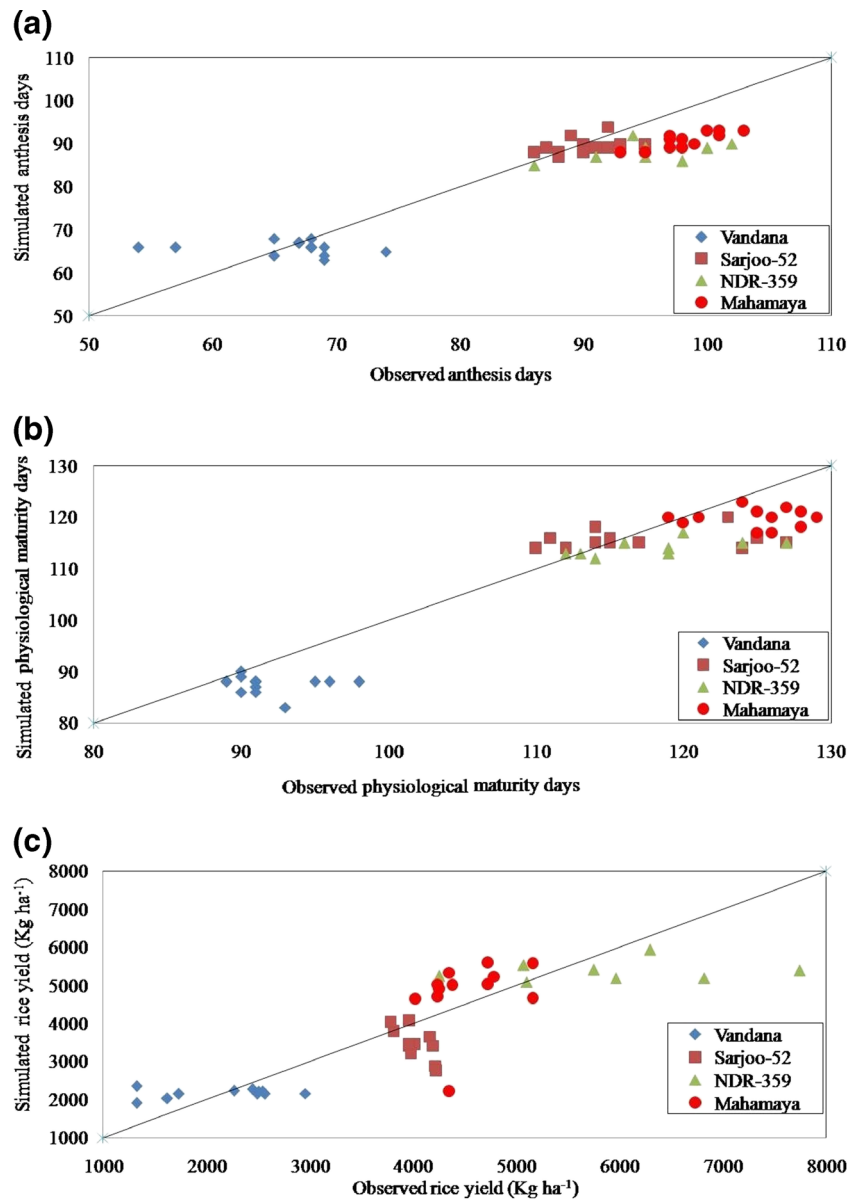 (a)
Simulated anthesis days
110
100
90
80
70
60
50
50 60 70 80 90 100 110
Observed anthesis days
Vandana
Sarjoo-52
NDR-359
Mahamaya
(b)
Simulated physiological maturity days
130
120
110
100
90
80
80 90 100 110 120 130
Observed physiological maturity days
Vandana
Sarjoo-52
NDR-359
Mahamaya
(c)
Simulated rice yield (Kg ha⁻¹)
8000
7000
6000
5000
4000
3000
2000
1000
1000 2000 3000 4000 5000 6000 7000 8000
Observed rice yield (Kg ha⁻¹)
Vandana
Sarjoo-52
NDR-359
Mahamaya